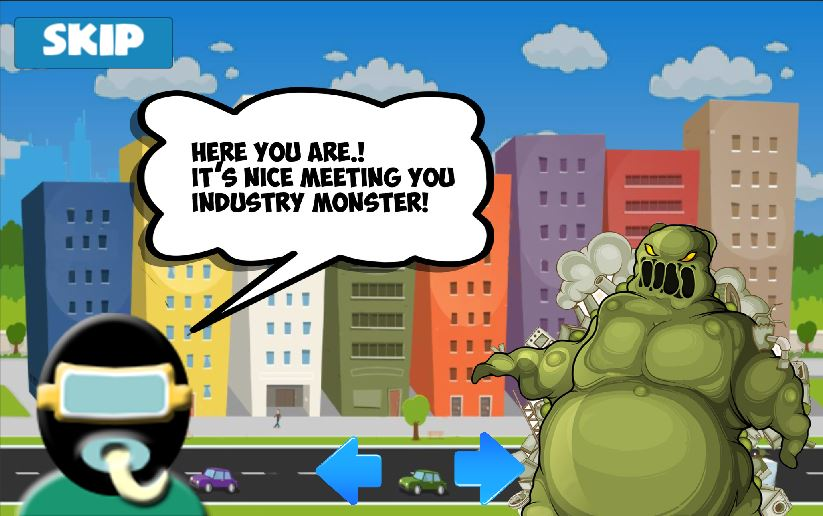 SKIP
HERE YOU ARE.!
IT'S NICE MEETING YOU
INDUSTRY MONSTER!